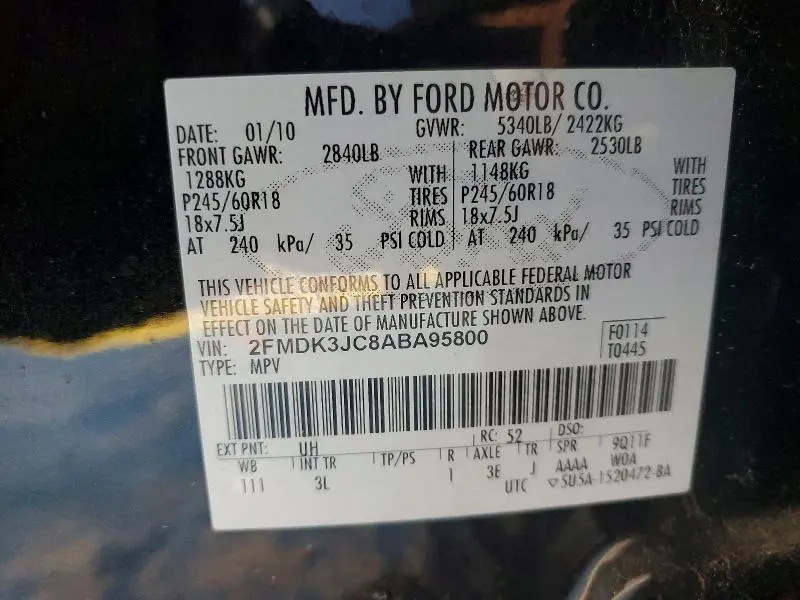 MFD. BY FORD MOTOR CO.
DATE: 01/10 GVWR: 5340LB/ 2422KG
FRONT GAWR: 2840LB REAR GAWR: 2530LB
1288KG WITH 1148KG WITH
P245/60R18 TIRES P245/60R18 TIRES
18x7.5J RIMS 18x7.5J RIMS
AT 240 kPa/ 35 PSI COLD AT 240 kPa/ 35 PSI COLD
THIS VEHICLE CONFORMS TO ALL APPLICABLE FEDERAL MOTOR
VEHICLE SAFETY AND THEFT PREVENTION STANDARDS IN
EFFECT ON THE DATE OF MANUFACTURE SHOWN ABOVE.
VIN: 2FMDK3JC8ABA95800 F0114
TYPE: MPV T0445
EXT PNT: UH RC: 52 DSO:
WB INT TR TP/PS R AXLE TR SPR 9Q11F
111 3L 1 3E J AAAA W0A
UTC ▽5U5A-1520472-BA